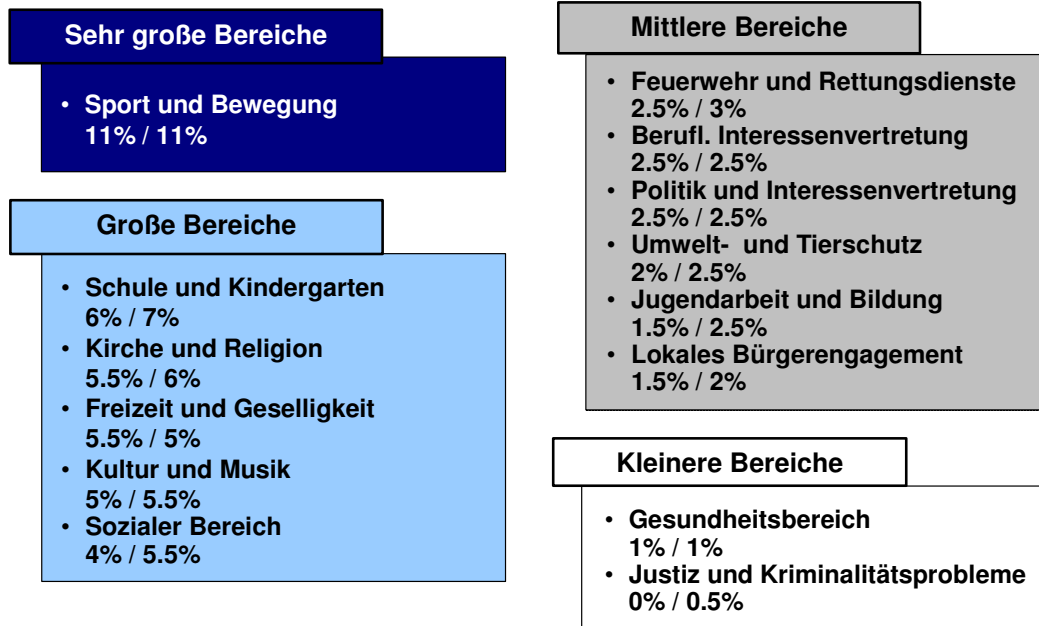 Sehr große Bereiche
• Sport und Bewegung
11% / 11%
Große Bereiche
• Schule und Kindergarten
6% / 7%
• Kirche und Religion
5.5% / 6%
• Freizeit und Geselligkeit
5.5% / 5%
• Kultur und Musik
5% / 5.5%
• Sozialer Bereich
4% / 5.5%
Mittlere Bereiche
• Feuerwehr und Rettungsdienste
2.5% / 3%
• Berufl. Interessenvertretung
2.5% / 2.5%
• Politik und Interessenvertretung
2.5% / 2.5%
• Umwelt- und Tierschutz
2% / 2.5%
• Jugendarbeit und Bildung
1.5% / 2.5%
• Lokales Bürgerengagement
1.5% / 2%
Kleinere Bereiche
• Gesundheitsbereich
1% / 1%
• Justiz und Kriminalitätsprobleme
0% / 0.5%